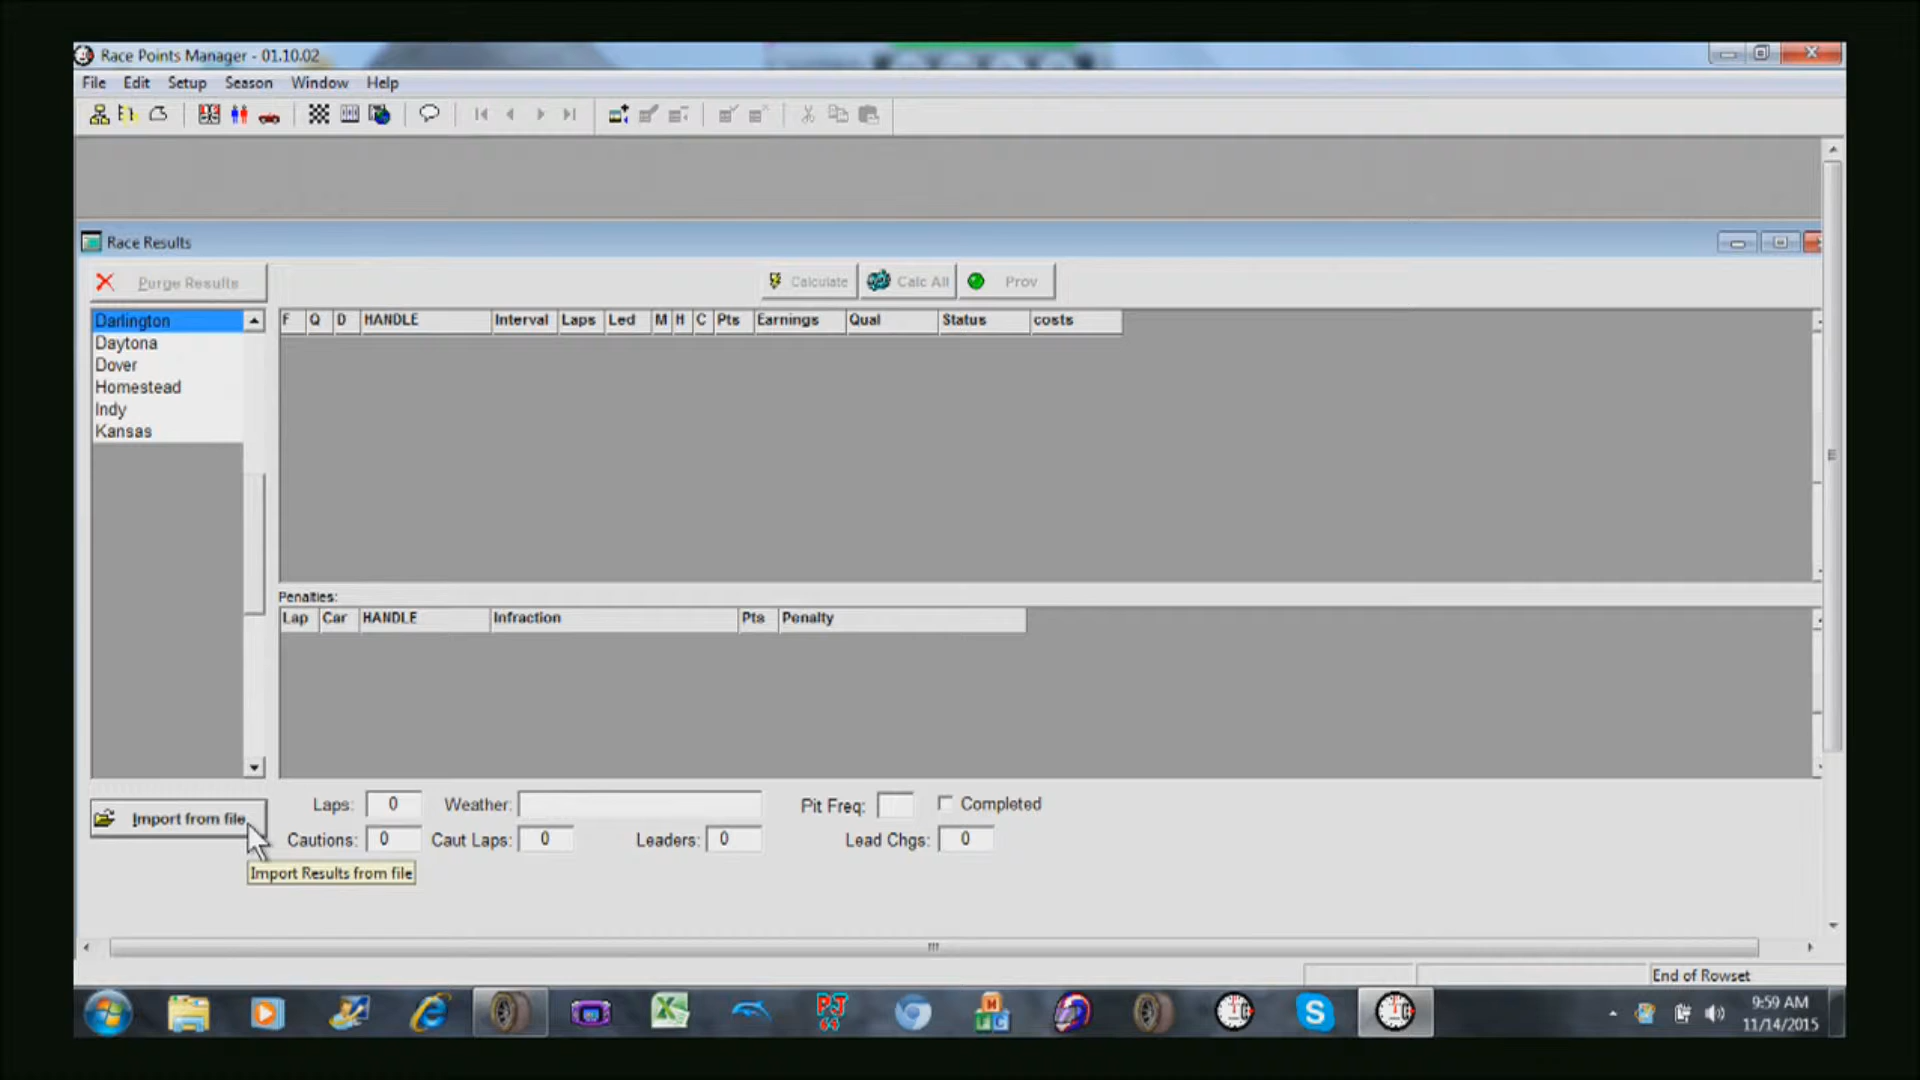 Race Points Manager - 01.10.02
File Edit Setup Season Window Help
Race Results
Purge Results Calculate Calc All Prov
F Q D HANDLE Interval Laps Led M H C Pts Earnings Qual Status costs
Darlington
Daytona
Dover
Homestead
Indy
Kansas
Penalties:
Lap Car HANDLE Infraction Pts Penalty
Import from file
Laps: 0 Weather: Pit Freq: Completed
Cautions: 0 Caut Laps: 0 Leaders: 0 Lead Chgs: 0
Import Results from file
End of Rowset
PJ
64
9:59 AM
11/14/2015